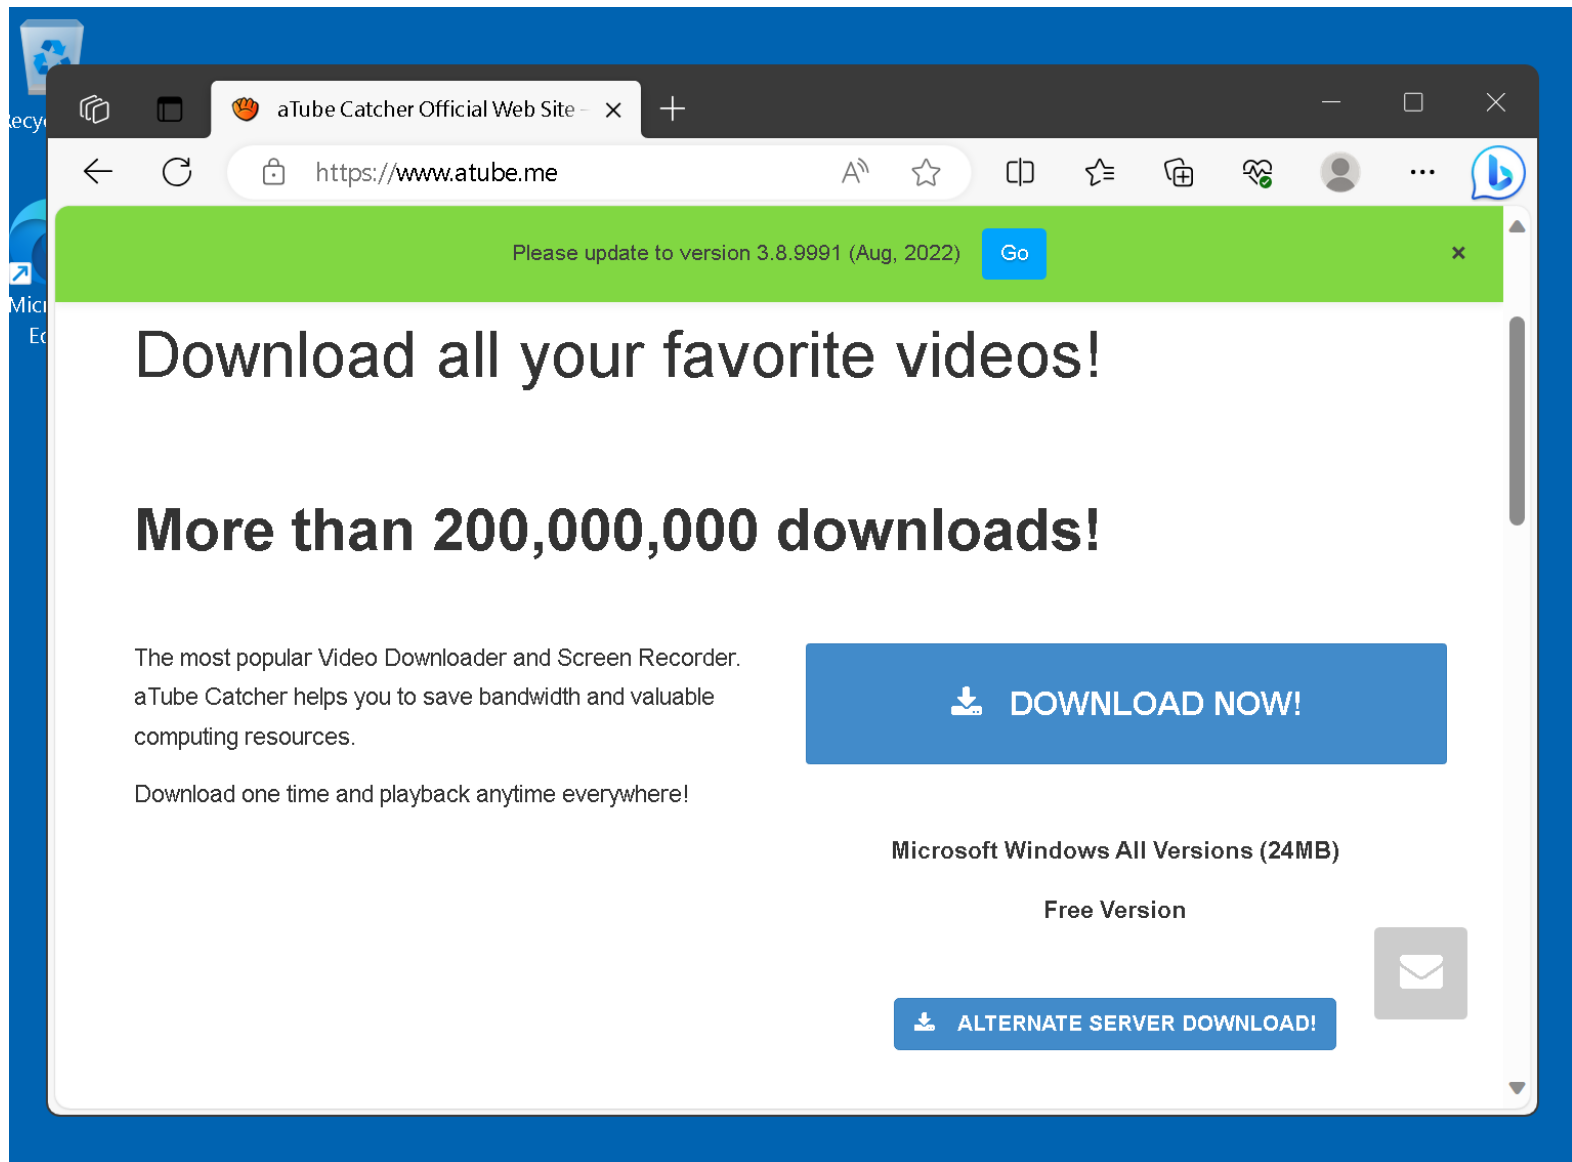 aTube Catcher Official Web Site -
https://www.atube.me
Please update to version 3.8.9991 (Aug, 2022)
Go
Download all your favorite videos!
More than 200,000,000 downloads!
The most popular Video Downloader and Screen Recorder.
aTube Catcher helps you to save bandwidth and valuable
computing resources.
Download one time and playback anytime everywhere!
DOWNLOAD NOW!
Microsoft Windows All Versions (24MB)
Free Version
ALTERNATE SERVER DOWNLOAD!